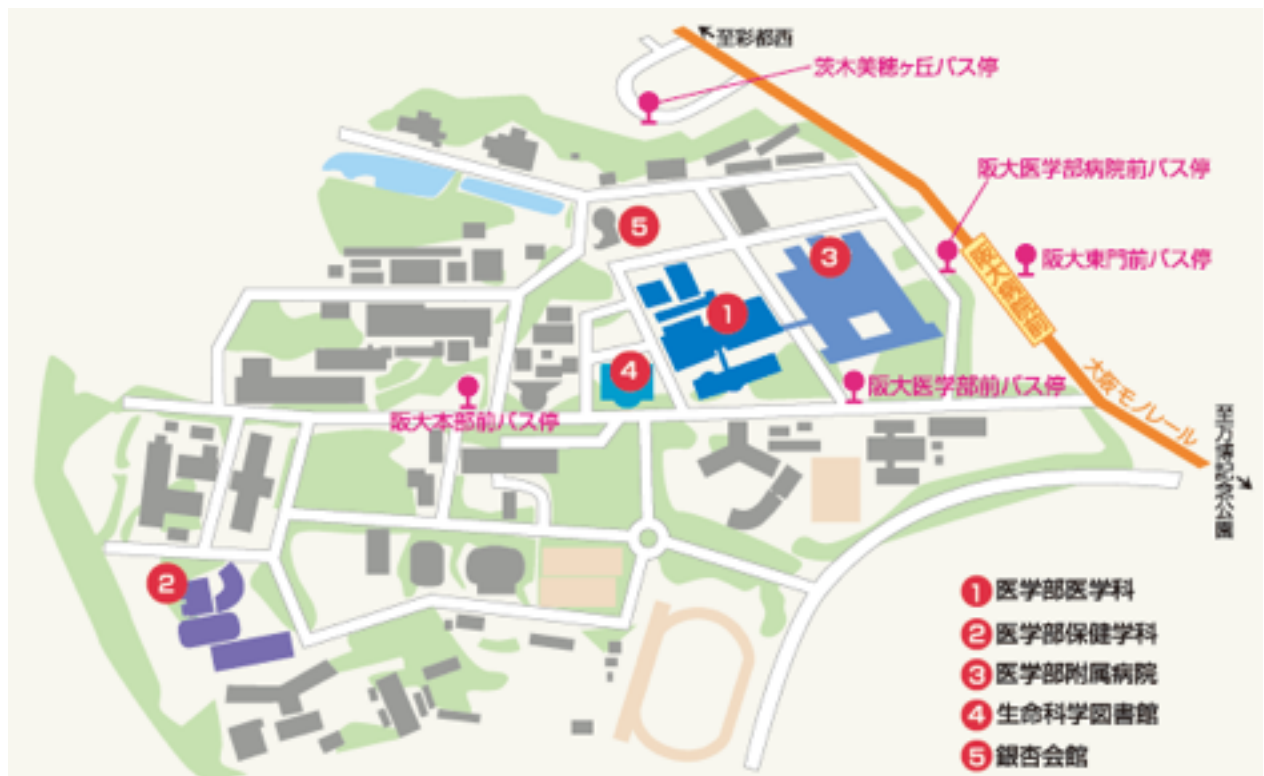 至彩都西
茨木美穂ヶ丘バス停
阪大医学部病院前バス停
阪大東門前バス停
阪大病院前
5
3
1
4
阪大医学部前バス停
阪大本部前バス停
大阪モノレール
至万博記念公園
2
1 医学部医学科
2 医学部保健学科
3 医学部附属病院
4 生命科学図書館
5 銀杏会館